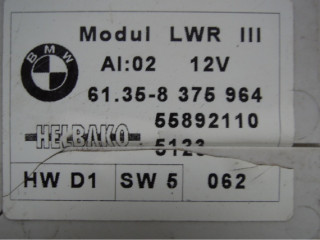 BMW
Modul LWR III
AI:02 12V
61.35-8 375 964
55892110
HELBAKO
5123
HW D1 SW 5 062